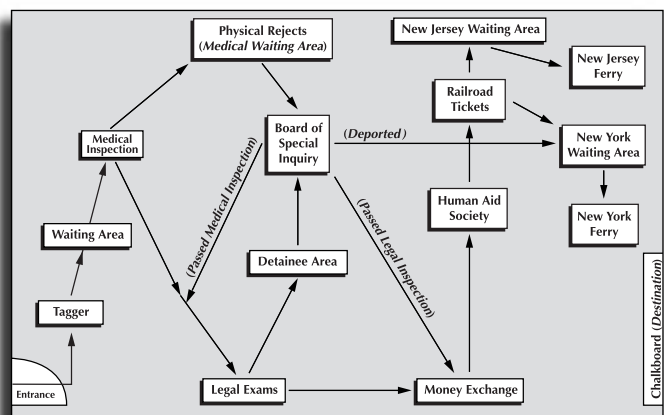 Physical Rejects
(Medical Waiting Area)
New Jersey Waiting Area
New Jersey
Ferry
Railroad
Tickets
Medical
Inspection
Board of
Special
Inquiry
(Deported)
New York
Waiting Area
(Passed Medical Inspection)
(Passed Legal Inspection)
Human Aid
Society
New York
Ferry
Waiting Area
Detainee Area
Tagger
Chalkboard (Destination)
Entrance
Legal Exams
Money Exchange